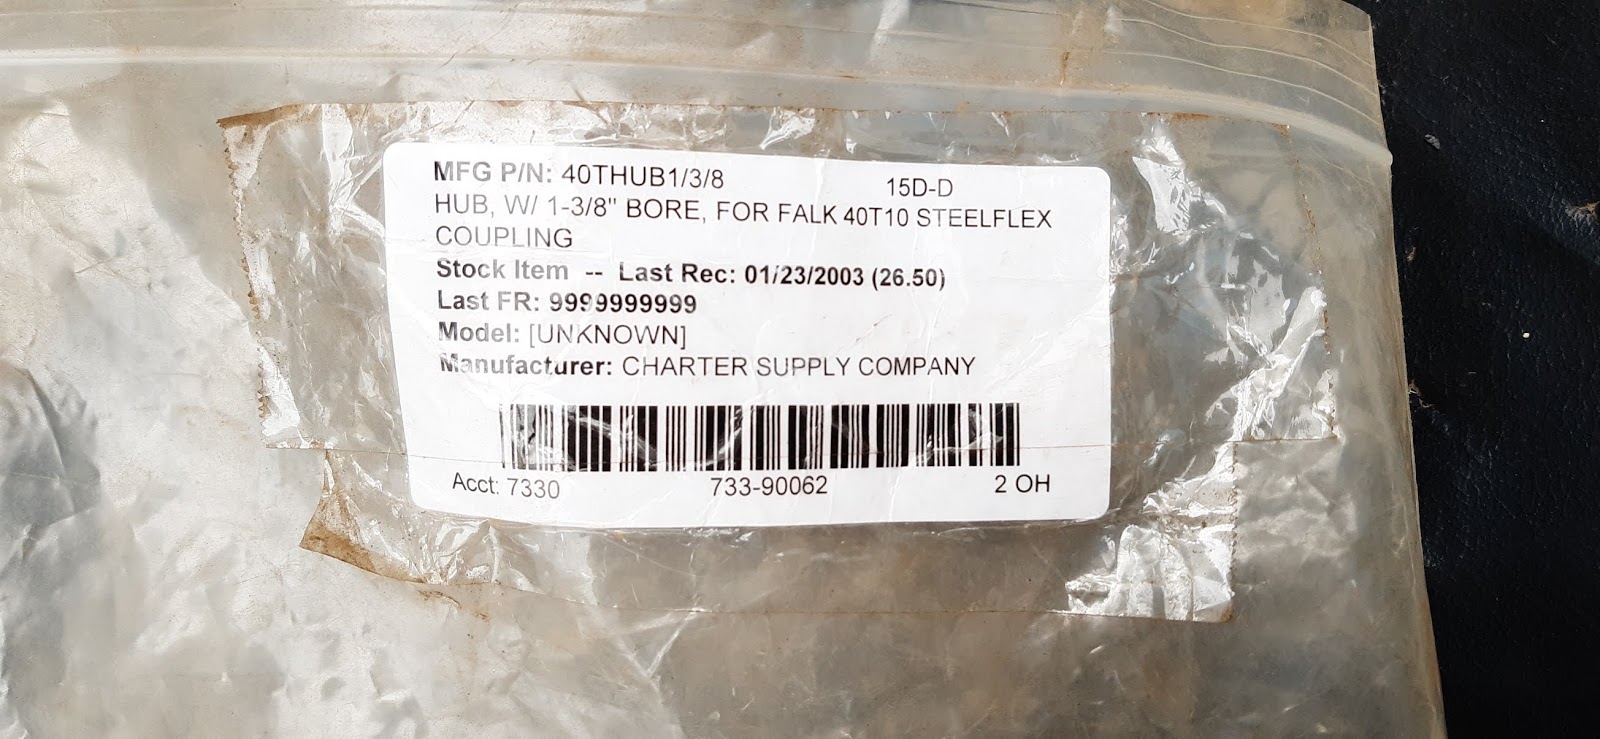 MFG P/N: 40THUB1/3/8 15D-D
HUB, W/ 1-3/8" BORE, FOR FALK 40T10 STEELFLEX
COUPLING
Stock Item -- Last Rec: 01/23/2003 (26.50)
Last FR: 9999999999
Model: [UNKNOWN]
Manufacturer: CHARTER SUPPLY COMPANY
Acct: 7330 733-90062 2 OH